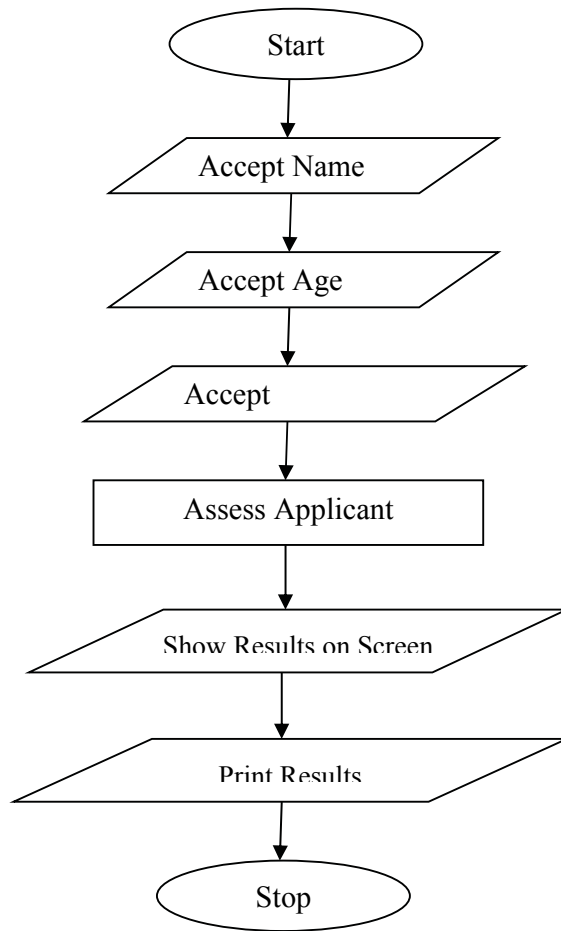 Start
Accept Name
Accept Age
Accept
Assess Applicant
Show Results on Screen
Print Results
Stop